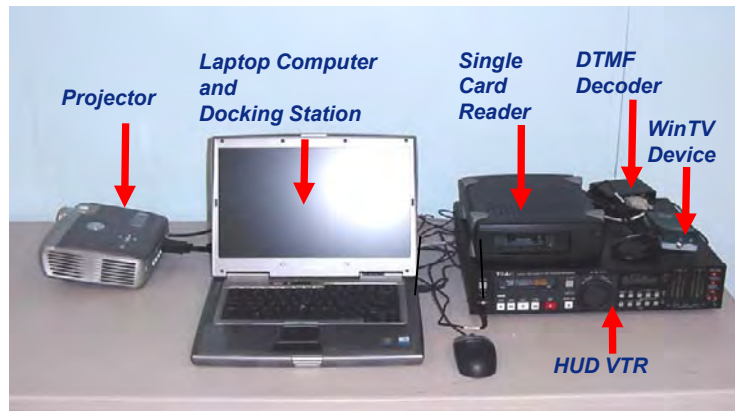 Projector
Laptop Computer
and
Docking Station
Single
Card
Reader
DTMF
Decoder
WinTV
Device
HUD VTR